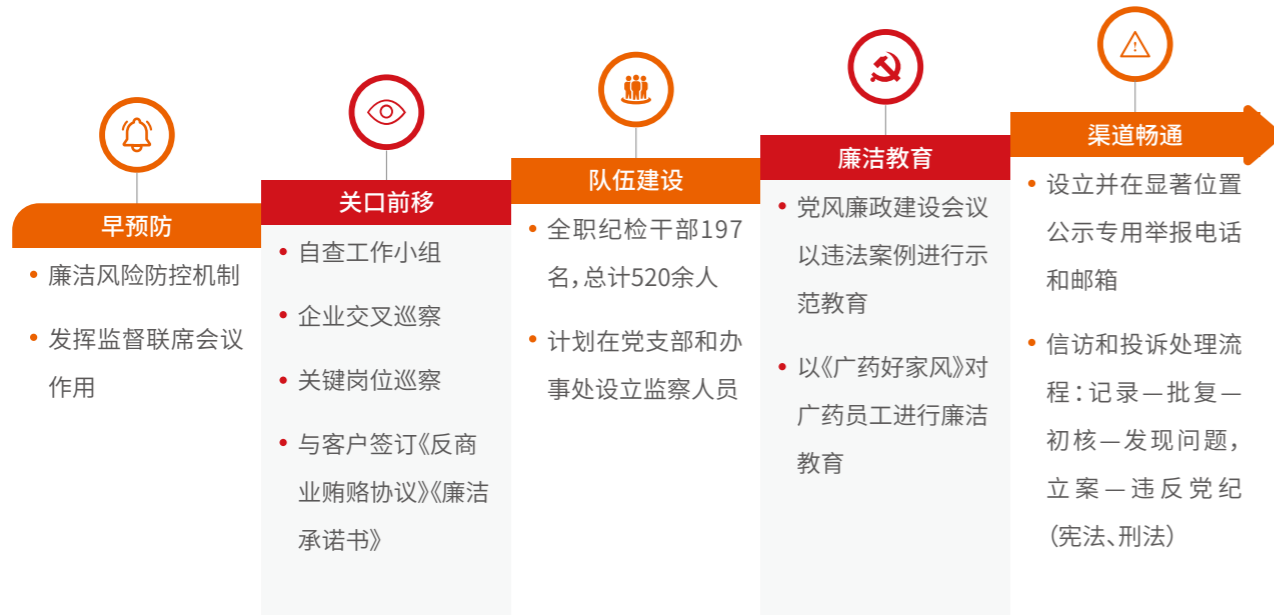 早预防
• 廉洁风险防控机制
• 发挥监督联席会议
作用
关口前移
• 自查工作小组
• 企业交叉巡察
• 关键岗位巡察
• 与客户签订《反商
业贿赂协议》《廉洁
承诺书》
队伍建设
• 全职纪检干部197
名，总计520余人
• 计划在党支部和办
事处设立监察人员
廉洁教育
• 党风廉政建设会议
以违法案例进行示
范教育
• 以《广药好家风》对
广药员工进行廉洁
教育
渠道畅通
• 设立并在显著位置
公示专用举报电话
和邮箱
• 信访和投诉处理流
程：记录—批复—
初核—发现问题，
立案—违反党纪
（宪法、刑法）